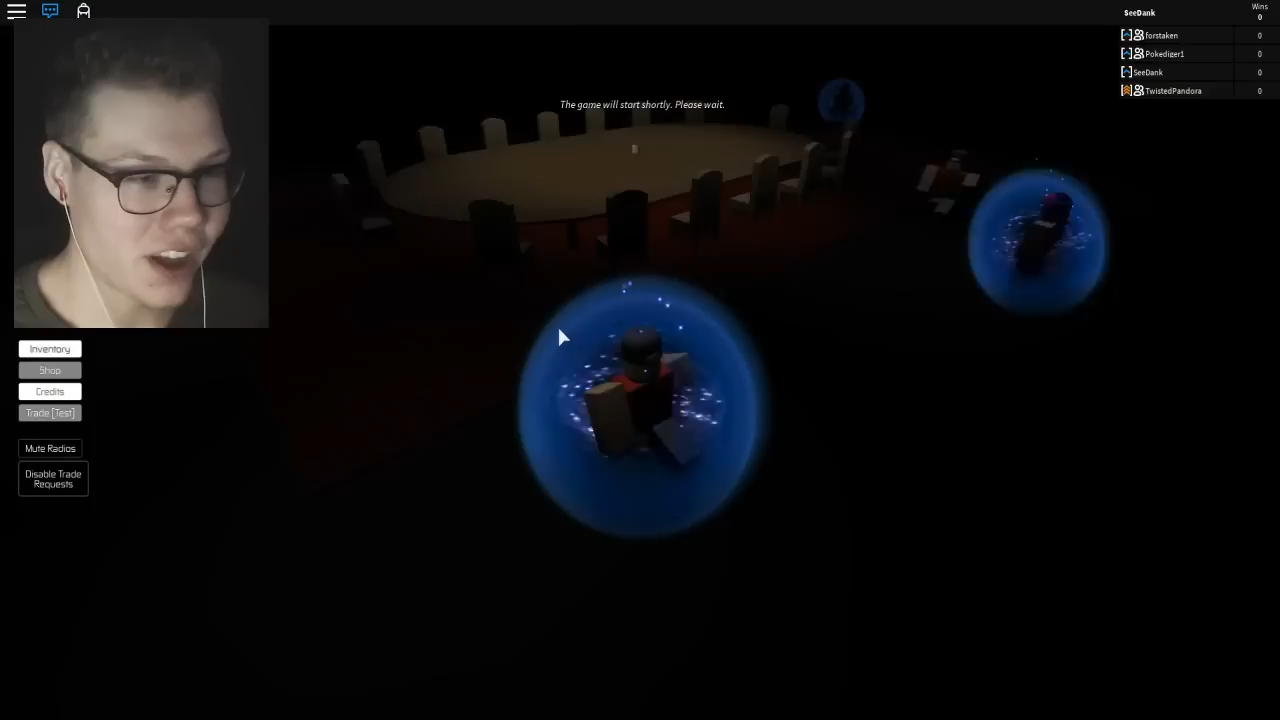 SeeDank
Wins
0
forstaken 0
Pokediger1 0
SeeDank 0
TwistedPandora 0
The game will start shortly. Please wait.
Inventory
Shop
Credits
Trade [Test]
Mute Radios
Disable Trade
Requests